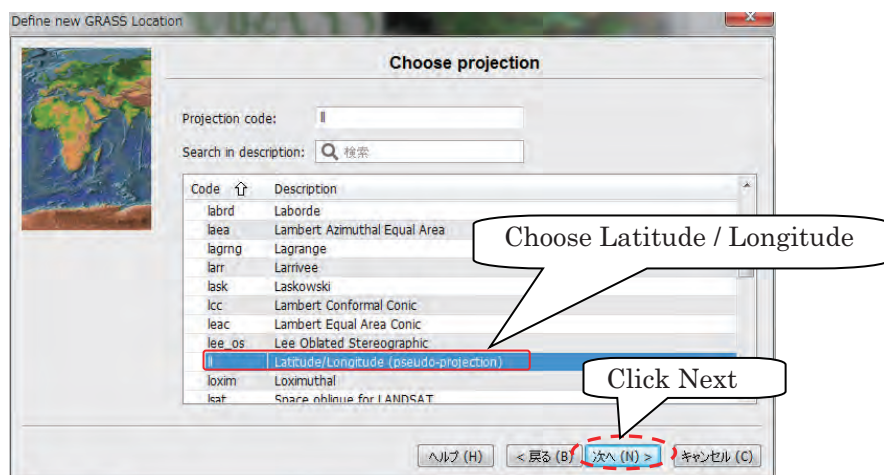 Define new GRASS Location
Choose projection
Projection code: ll
Search in description: 検索
Code Description
labrd Laborde
laea Lambert Azimuthal Equal Area
lagrng Lagrange
larr Larrivee
lask Laskowski
lcc Lambert Conformal Conic
leac Lambert Equal Area Conic
lee_os Lee Oblated Stereographic
ll Latitude/Longitude (pseudo-projection)
loxim Loximuthal
lsat Space oblique for LANDSAT
Choose Latitude / Longitude
Click Next
ヘルプ (H) < 戻る (B) 次へ (N) > キャンセル (C)